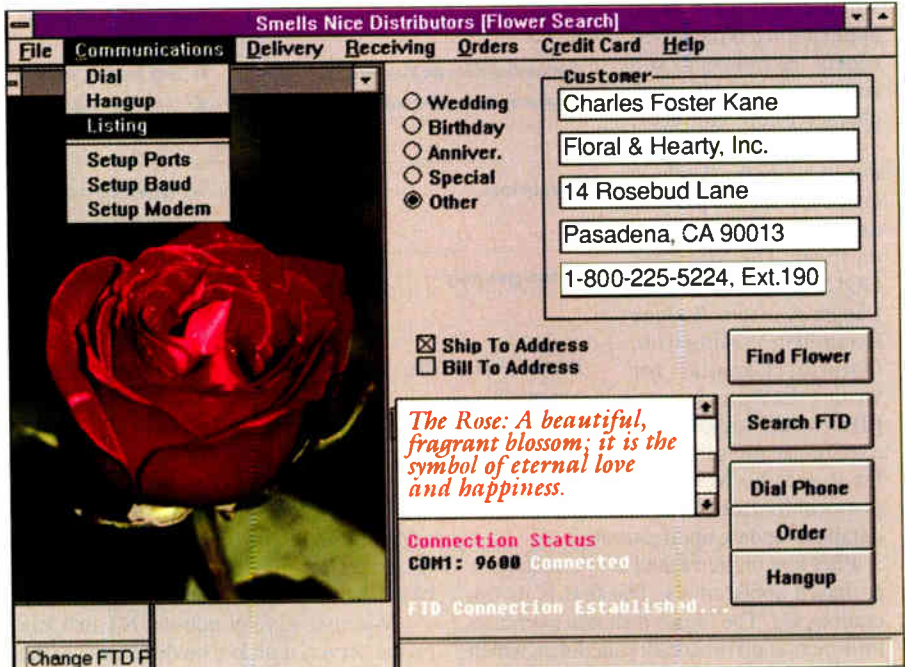 Smells Nice Distributors [Flower Search]
File Communications Delivery Receiving Orders Credit Card Help
Dial
Hangup
Listing
Setup Ports
Setup Baud
Setup Modem
Wedding
Birthday
Anniver.
Special
Other
Customer
Charles Foster Kane
Floral & Hearty, Inc.
14 Rosebud Lane
Pasadena, CA 90013
1-800-225-5224, Ext.190
Ship To Address
Bill To Address
Find Flower
Search FTD
Dial Phone
Order
Hangup
The Rose: A beautiful,
fragrant blossom; it is the
symbol of eternal love
and happiness.
Connection Status
COM1: 9600 Connected
FTD Connection Established...
Change FTD P